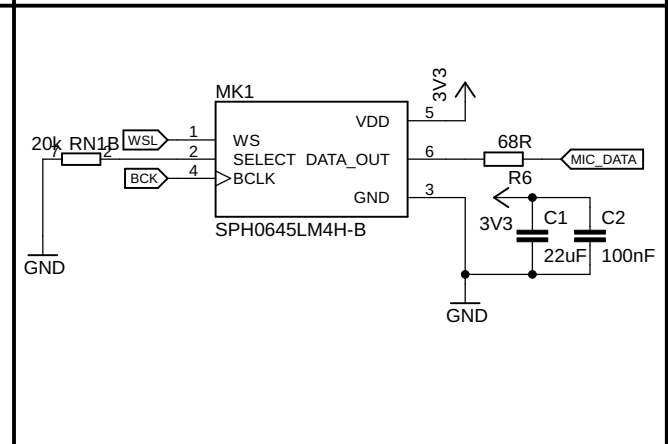 3V3
MK1
5
VDD
20k RN1B
WSL
1
WS
68R
7
2
2
SELECT
DATA_OUT
6
MIC_DATA
BCK
4
BCLK
R6
GND
3
3V3
C1
C2
SPH0645LM4H-B
22uF
100nF
GND
GND